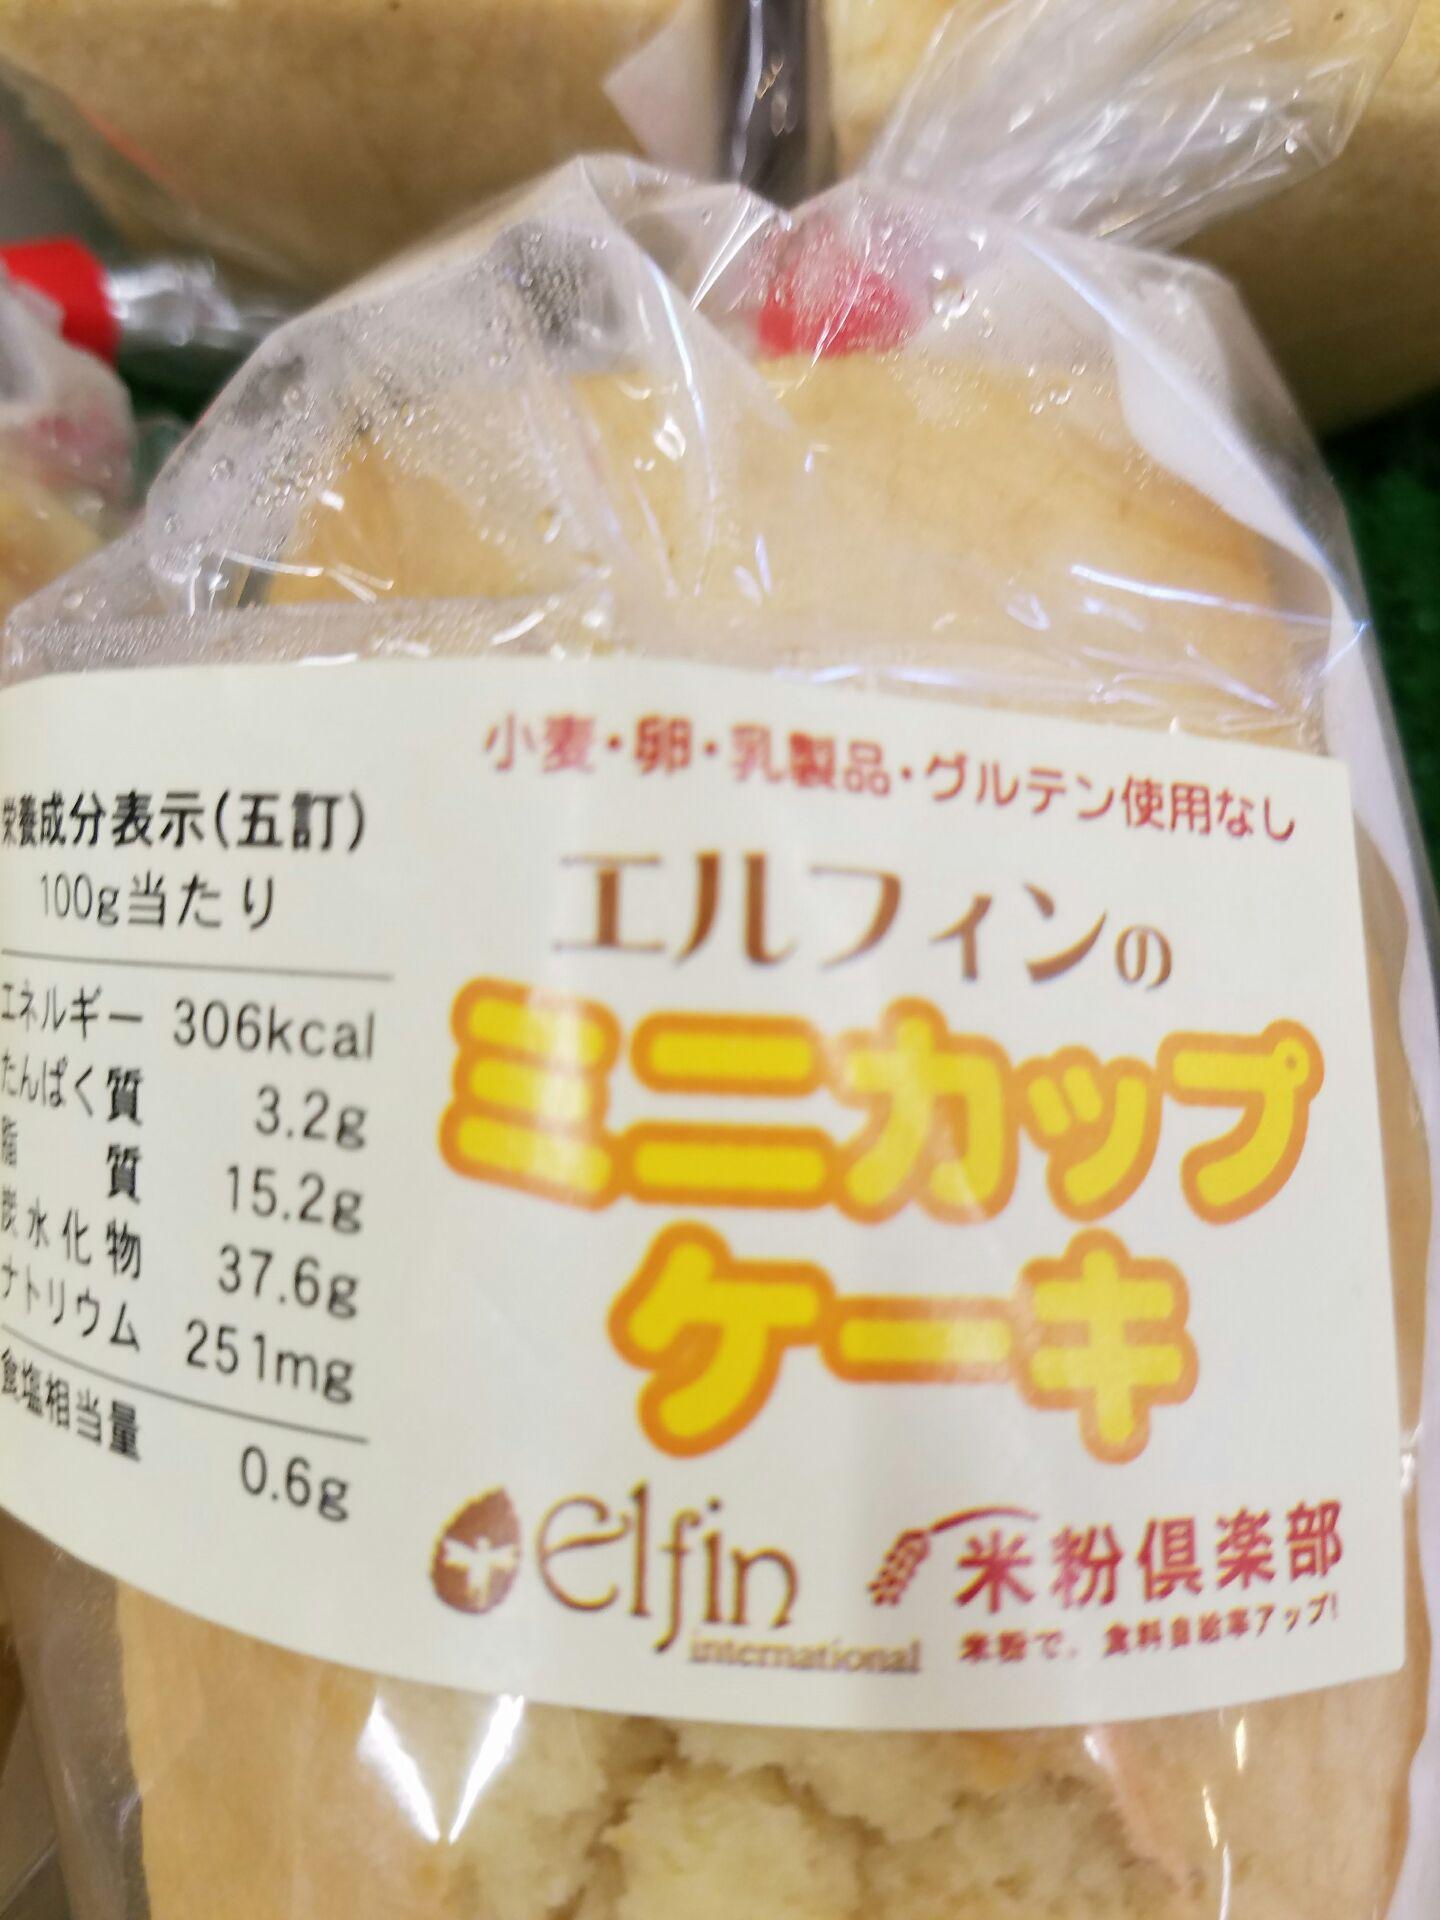 小麦・卵・乳製品・グルテン使用なし
エルフィンの
ミニカップ
ケーキ
Elfin
international
米粉倶楽部
米粉で、食料自給率アップ!
栄養成分表示(五訂)
100g当たり
エネルギー 306kcal
たんぱく質 3.2g
脂質 15.2g
炭水化物 37.6g
ナトリウム 251mg
食塩相当量 0.6g